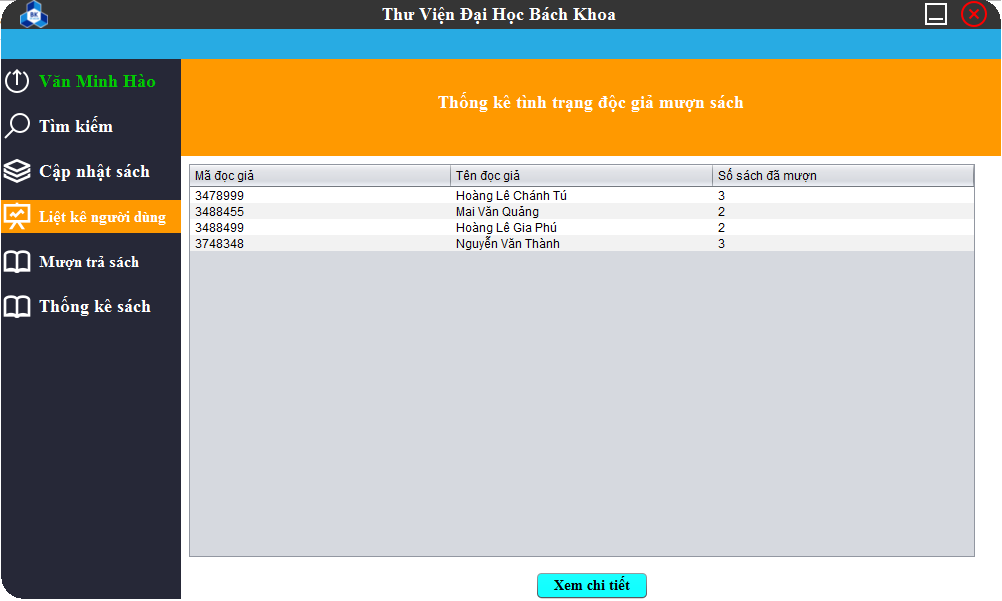 BK
Thư Viện Đại Học Bách Khoa
Văn Minh Hào
Tìm kiếm
Cập nhật sách
Liệt kê người dùng
Mượn trả sách
Thống kê sách
Thống kê tình trạng độc giả mượn sách
Mã đọc giả Tên đọc giả Số sách đã mượn
3478999 Hoàng Lê Chánh Tú 3
3488455 Mai Văn Quảng 2
3488499 Hoàng Lê Gia Phú 2
3748348 Nguyễn Văn Thành 3
Xem chi tiết